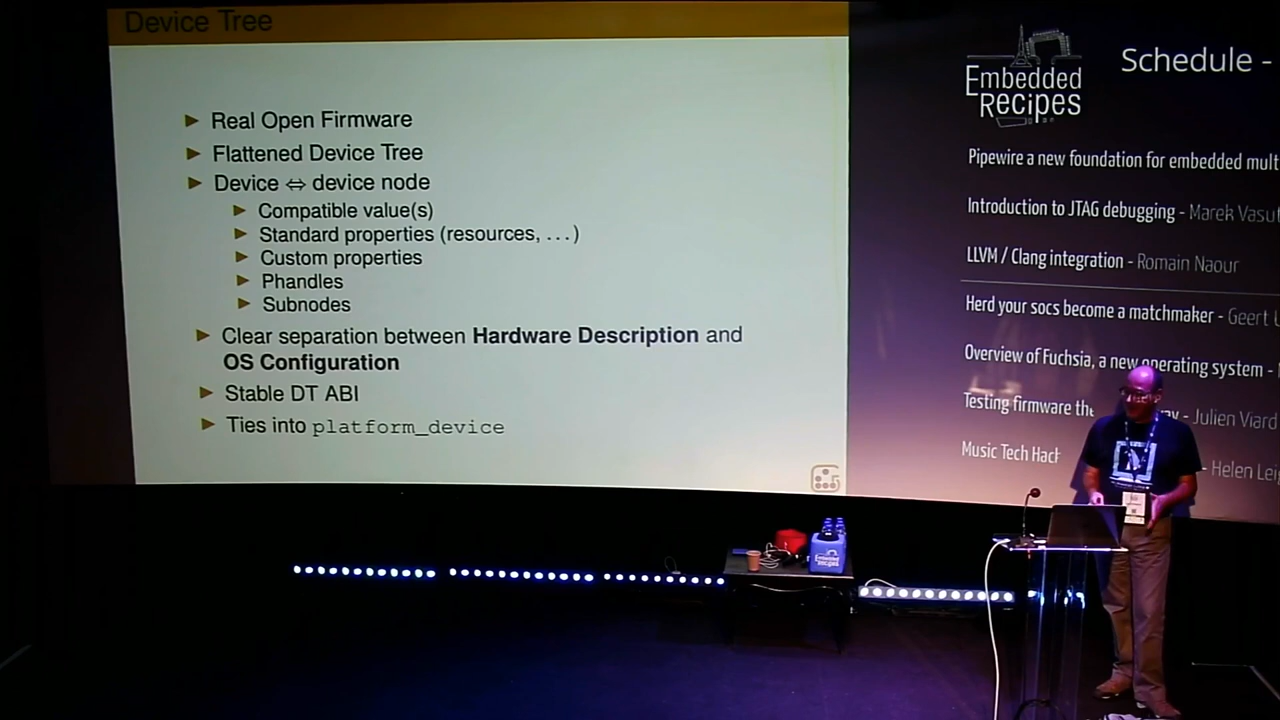 Device Tree
Real Open Firmware
Flattened Device Tree
Device ⇔ device node
Compatible value(s)
Standard properties (resources, ...)
Custom properties
Phandles
Subnodes
Clear separation between Hardware Description and
OS Configuration
Stable DT ABI
Ties into platform_device
Embedded
Recipes
Schedule -
Pipewire a new foundation for embedded mult
Introduction to JTAG debugging - Marek Vasu
LLVM / Clang integration - Romain Naour
Herd your socs become a matchmaker - Geert
Overview of Fuchsia, a new operating system -
Testing firmware the - Julien Viard
Music Tech Hac - Helen Lei
Embedded
Recipes